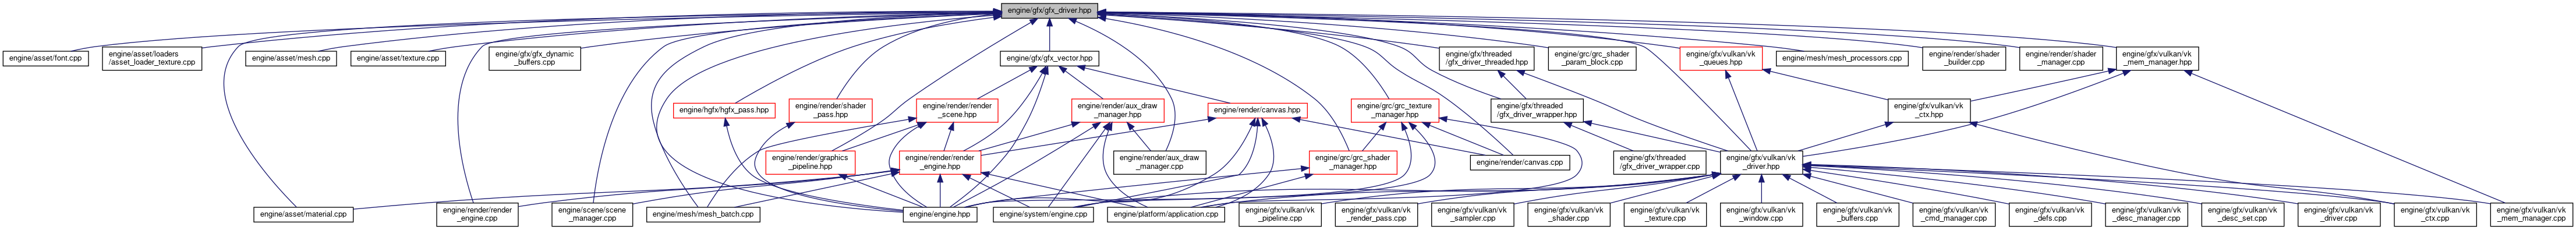 engine/gfx/gfx_driver.hpp
engine/asset/font.cpp
engine/asset/loaders
/asset_loader_texture.cpp
engine/asset/mesh.cpp
engine/asset/texture.cpp
engine/gfx/gfx_dynamic
_buffers.cpp
engine/gfx/gfx_vector.hpp
engine/gfx/threaded
/gfx_driver_threaded.hpp
engine/grc/grc_shader
_param_block.cpp
engine/gfx/vulkan/vk
_queues.hpp
engine/mesh/mesh_processors.cpp
engine/render/shader
_builder.cpp
engine/render/shader
_manager.cpp
engine/gfx/vulkan/vk
_mem_manager.hpp
engine/hgfx/hgfx_pass.hpp
engine/render/shader
_pass.hpp
engine/render/render
_scene.hpp
engine/render/aux_draw
_manager.hpp
engine/render/canvas.hpp
engine/grc/grc_texture
_manager.hpp
engine/gfx/threaded
/gfx_driver_wrapper.hpp
engine/gfx/vulkan/vk
_ctx.hpp
engine/render/graphics
_pipeline.hpp
engine/render/render
_engine.hpp
engine/render/aux_draw
_manager.cpp
engine/grc/grc_shader
_manager.hpp
engine/render/canvas.cpp
engine/gfx/threaded
/gfx_driver_wrapper.cpp
engine/gfx/vulkan/vk
_driver.hpp
engine/asset/material.cpp
engine/render/render
_engine.cpp
engine/scene/scene
_manager.cpp
engine/mesh/mesh_batch.cpp
engine/engine.hpp
engine/system/engine.cpp
engine/platform/application.cpp
engine/gfx/vulkan/vk
_pipeline.cpp
engine/gfx/vulkan/vk
_render_pass.cpp
engine/gfx/vulkan/vk
_sampler.cpp
engine/gfx/vulkan/vk
_shader.cpp
engine/gfx/vulkan/vk
_texture.cpp
engine/gfx/vulkan/vk
_window.cpp
engine/gfx/vulkan/vk
_buffers.cpp
engine/gfx/vulkan/vk
_cmd_manager.cpp
engine/gfx/vulkan/vk
_defs.cpp
engine/gfx/vulkan/vk
_desc_manager.cpp
engine/gfx/vulkan/vk
_desc_set.cpp
engine/gfx/vulkan/vk
_driver.cpp
engine/gfx/vulkan/vk
_ctx.cpp
engine/gfx/vulkan/vk
_mem_manager.cpp